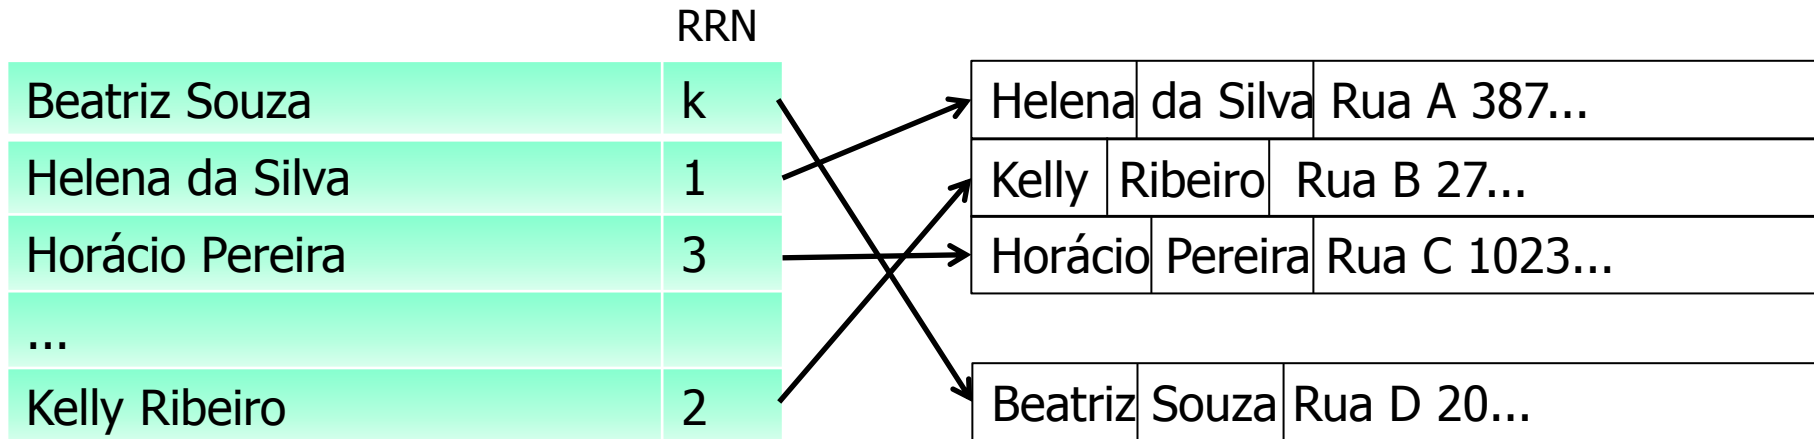 RRN
Beatriz Souza k
Helena da Silva 1
Horácio Pereira 3
...
Kelly Ribeiro 2
Helena da Silva Rua A 387...
Kelly Ribeiro Rua B 27...
Horácio Pereira Rua C 1023...
Beatriz Souza Rua D 20...